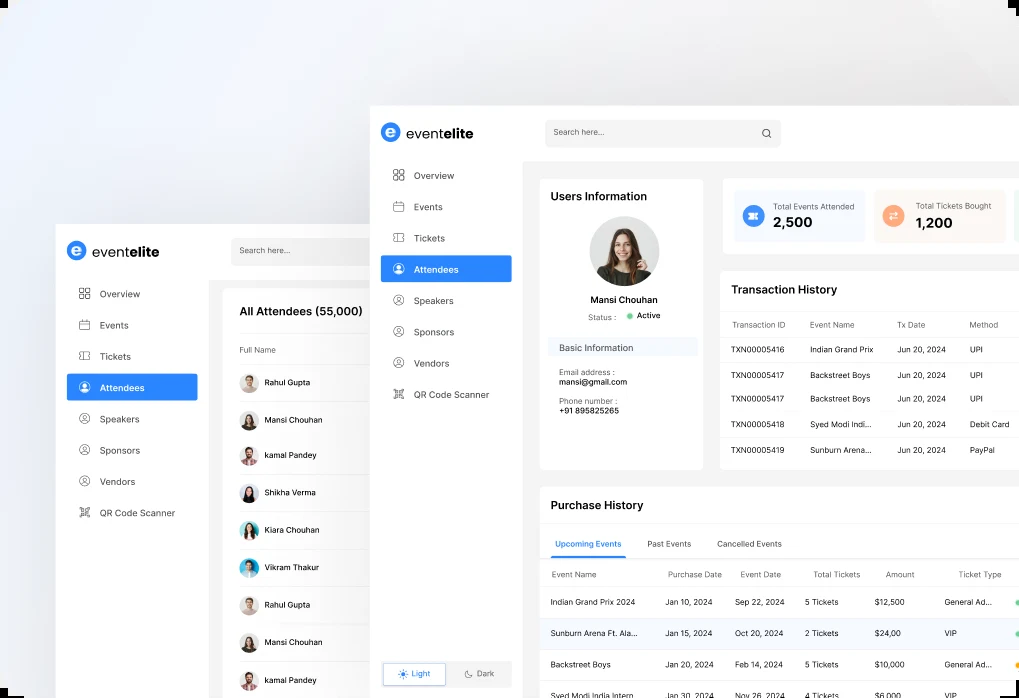 eventelite
Search here...
Overview
Events
Tickets
Attendees
Speakers
Sponsors
Vendors
QR Code Scanner
All Attendees (55,000)
Full Name
Rahul Gupta
Mansi Chouhan
kamal Pandey
Shikha Verma
Kiara Chouhan
Vikram Thakur
Rahul Gupta
Mansi Chouhan
kamal Pandey
eventelite
Search here...
Overview
Events
Tickets
Attendees
Speakers
Sponsors
Vendors
QR Code Scanner
Light Dark
Users Information
Mansi Chouhan
Status : Active
Basic Information
Email address :
mansi@gmail.com
Phone number :
+91 895825265
Total Events Attended
2,500
Total Tickets Bought
1,200
Transaction History
Transaction ID Event Name Tx Date Method
TXN00005416 Indian Grand Prix Jun 20, 2024 UPI
TXN00005417 Backstreet Boys Jun 20, 2024 UPI
TXN00005417 Backstreet Boys Jun 20, 2024 UPI
TXN00005418 Syed Modi Indi... Jun 20, 2024 Debit Card
TXN00005419 Sunburn Arena... Jun 20, 2024 PayPal
Purchase History
Upcoming Events Past Events Cancelled Events
Event Name Purchase Date Event Date Total Tickets Amount Ticket Type
Indian Grand Prix 2024 Jan 10, 2024 Sep 22, 2024 5 Tickets $12,500 General Ad...
Sunburn Arena Ft. Ala... Jan 15, 2024 Oct 20, 2024 2 Tickets $24,00 VIP
Backstreet Boys Jan 20, 2024 Feb 14, 2024 5 Tickets $10,000 General Ad...
Syed Modi India Intern Jan 30, 2024 Nov 26, 2024 4 Tickets $6,000 VIP